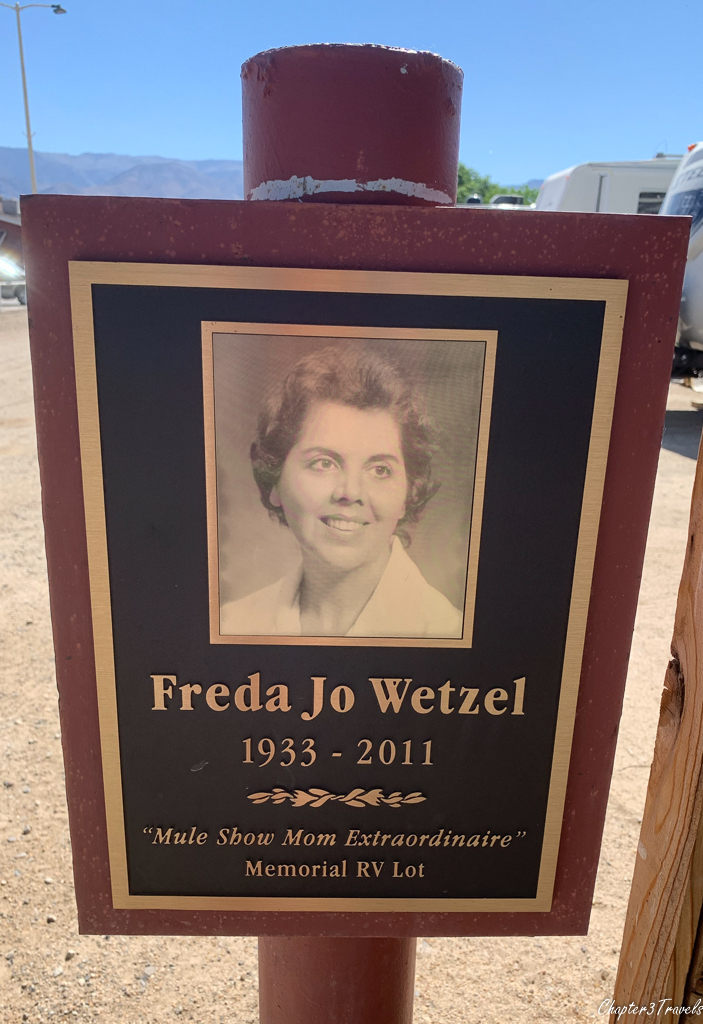 Freda Jo Wetzel
1933 - 2011
“Mule Show Mom Extraordinaire”
Memorial RV Lot
Chapter3Travels